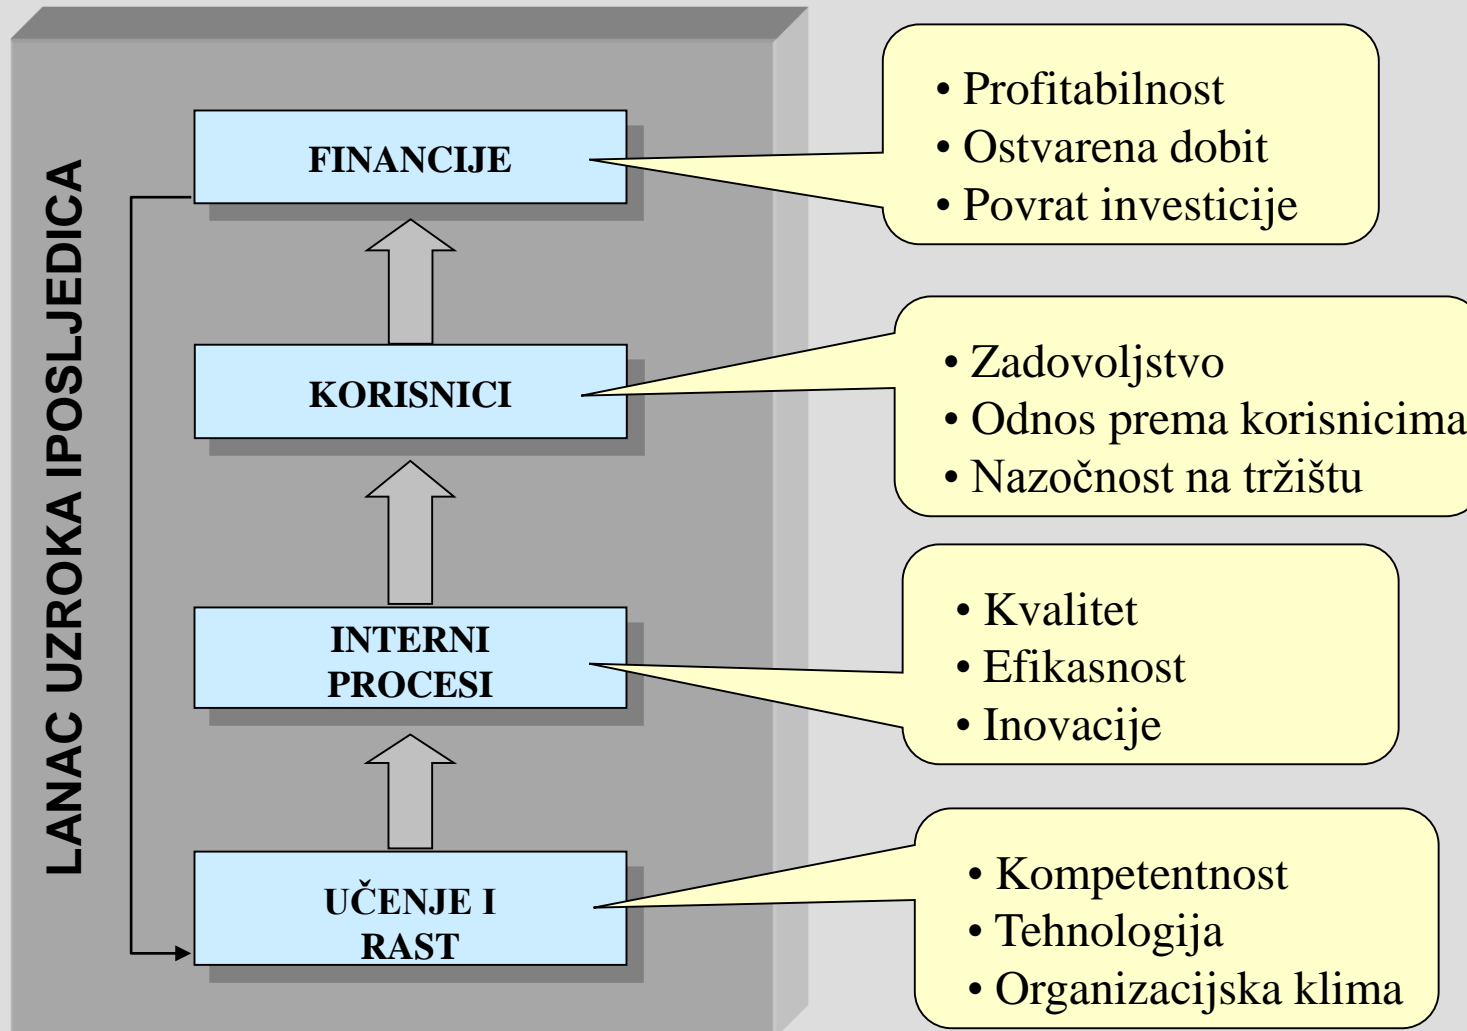 LANAC UZROKA IPOSLJEDICA
FINANCIJE
• Profitabilnost
• Ostvarena dobit
• Povrat investicije
KORISNICI
• Zadovoljstvo
• Odnos prema korisnicima
• Nazočnost na tržištu
INTERNI
PROCESI
• Kvalitet
• Efikasnost
• Inovacije
UČENJE I
RAST
• Kompetentnost
• Tehnologija
• Organizacijska klima